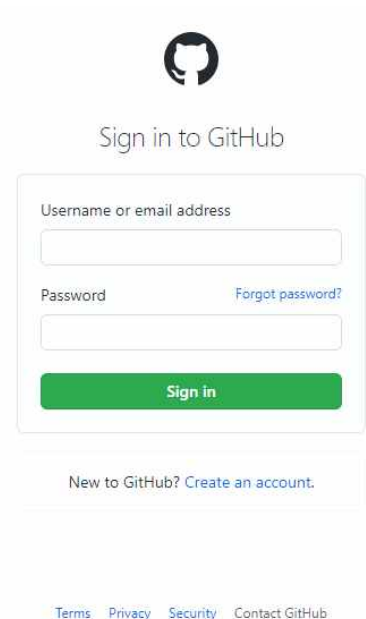 Sign in to GitHub
Username or email address
Password Forgot password?
Sign in
New to GitHub? Create an account.
Terms Privacy Security Contact GitHub